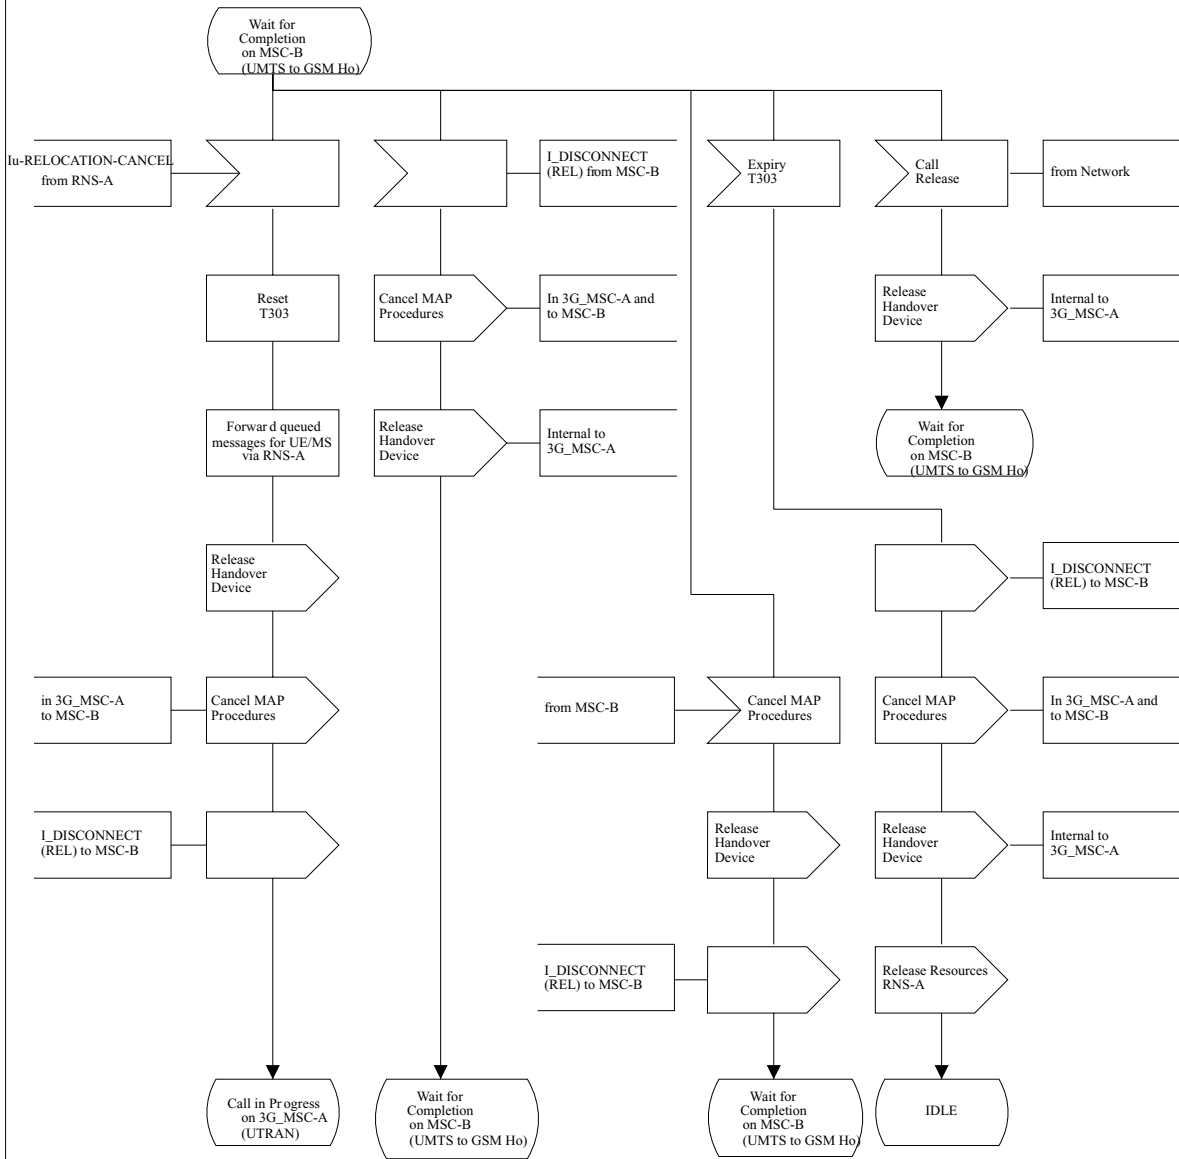 Wait for
Completion
on MSC-B
(UMTS to GSM Ho)
Iu-RELOCATION-CANCEL
from RNS-A
I_DISCONNECT
(REL) from MSC-B
Expiry
T303
Call
Release
from Network
Reset
T303
Cancel MAP
Procedures
In 3G_MSC-A and
to MSC-B
Release
Handover
Device
Internal to
3G_MSC-A
Forward queued
messages for UE/MS
via RNS-A
Release
Handover
Device
Internal to
3G_MSC-A
Wait for
Completion
on MSC-B
(UMTS to GSM Ho)
Release
Handover
Device
I_DISCONNECT
(REL) to MSC-B
in 3G_MSC-A
to MSC-B
Cancel MAP
Procedures
from MSC-B
Cancel MAP
Procedures
Cancel MAP
Procedures
In 3G_MSC-A and
to MSC-B
I_DISCONNECT
(REL) to MSC-B
Release
Handover
Device
Release
Handover
Device
Internal to
3G_MSC-A
I_DISCONNECT
(REL) to MSC-B
Release Resources
RNS-A
Call in Progress
on 3G_MSC-A
(UTRAN)
Wait for
Completion
on MSC-B
(UMTS to GSM Ho)
Wait for
Completion
on MSC-B
(UMTS to GSM Ho)
IDLE